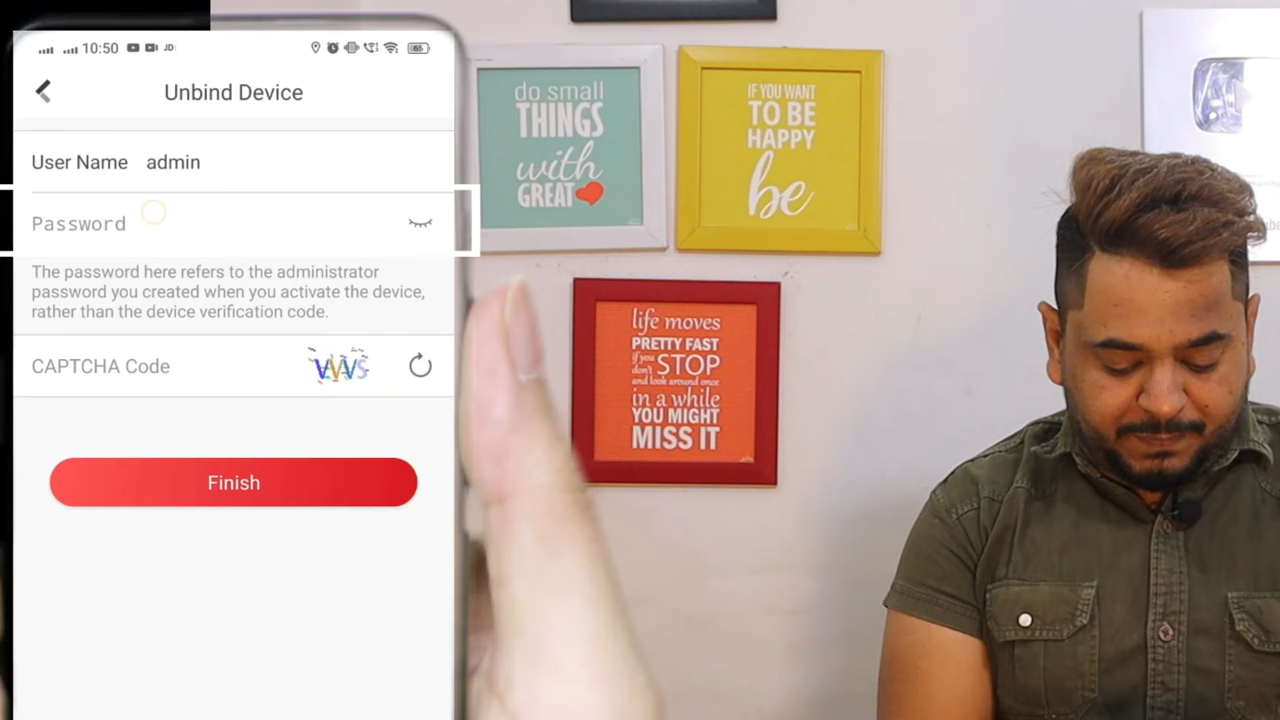 10:50
JD
65
Unbind Device
User Name admin
Password
The password here refers to the administrator
password you created when you activate the device,
rather than the device verification code.
CAPTCHA Code
Finish
do small
THINGS
with
GREAT
IF YOU WANT
TO BE
HAPPY
be
life moves
PRETTY FAST
if you
don't STOP
and look around once
in a while
YOU MIGHT
MISS IT